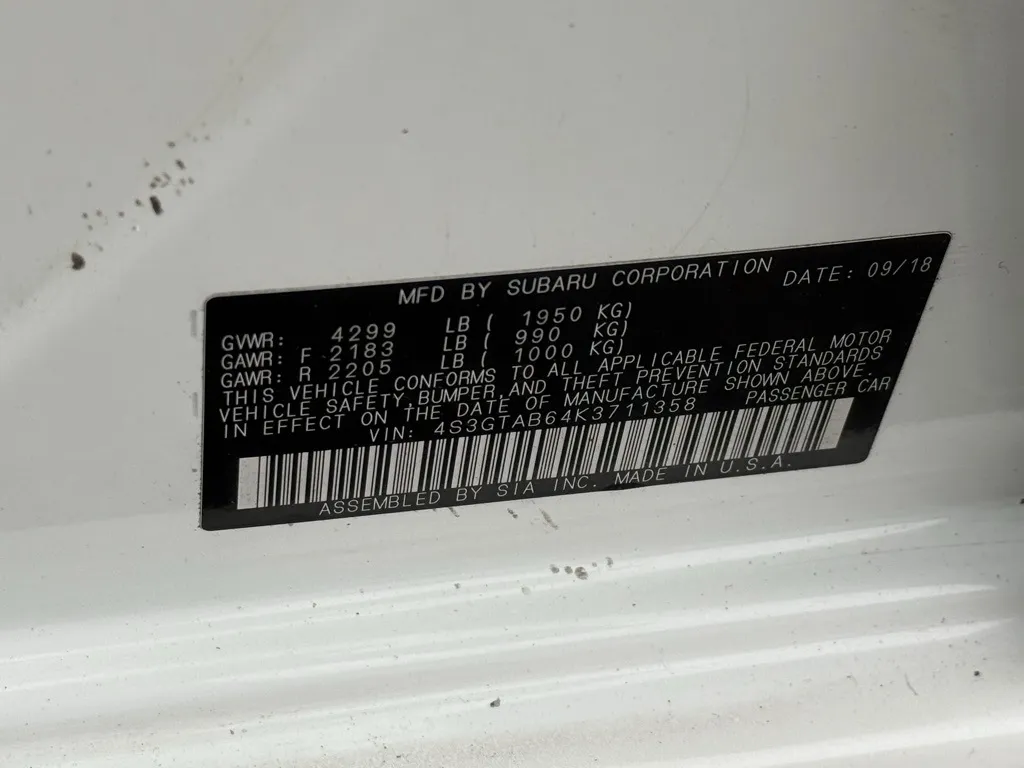 MFD BY SUBARU CORPORATION DATE: 09/18
GVWR: 4299 LB ( 1950 KG)
GAWR: F 2183 LB ( 990 KG)
GAWR: R 2205 LB ( 1000 KG)
THIS VEHICLE CONFORMS TO ALL APPLICABLE FEDERAL MOTOR
VEHICLE SAFETY,BUMPER,AND THEFT PREVENTION STANDARDS
IN EFFECT ON THE DATE OF MANUFACTURE SHOWN ABOVE.
VIN: 4S3GTAB64K3711358 PASSENGER CAR
ASSEMBLED BY SIA INC. MADE IN U.S.A.